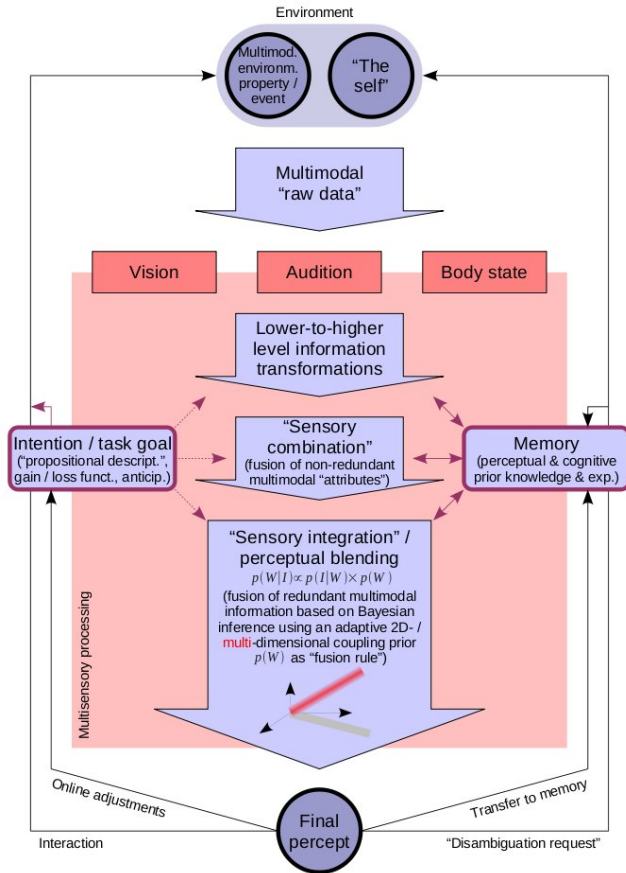 Environment
Multimod.
environm.
property /
event
“The
self”
Multimodal
“raw data”
Vision
Audition
Body state
Lower-to-higher
level information
transformations
Intention / task goal
(“propositional descript.”,
gain / loss funct., anticip.)
“Sensory
combination”
(fusion of non-redundant
multimodal “attributes”)
Memory
(perceptual & cognitive
prior knowledge & exp.)
“Sensory integration” /
perceptual blending
p(W|I)∝p(I|W)×p(W)
(fusion of redundant multimodal
information based on Bayesian
inference using an adaptive 2D- /
multi-dimensional coupling prior
p(W) as “fusion rule”)
Multisensory processing
Online adjustments
Transfer to memory
Final
percept
Interaction
“Disambiguation request”